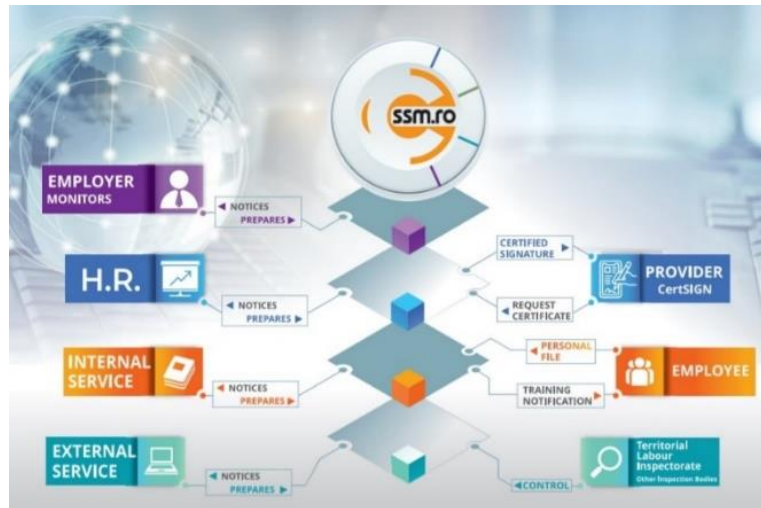 ssm.ro
EMPLOYER
MONITORS
◄ NOTICES
PREPARES ►
H.R.
◄ NOTICES
PREPARES ►
CERTIFIED
SIGNATURE ►
◄ REQUEST
CERTIFICATE
PROVIDER
CertSIGN
INTERNAL
SERVICE
◄ NOTICES
PREPARES ►
◄ PERSONAL
FILE
TRAINING
NOTIFICATION ►
EMPLOYEE
EXTERNAL
SERVICE
◄ NOTICES
PREPARES ►
◄CONTROL
Territorial
Labour
Inspectorate
Other Inspection Bodies